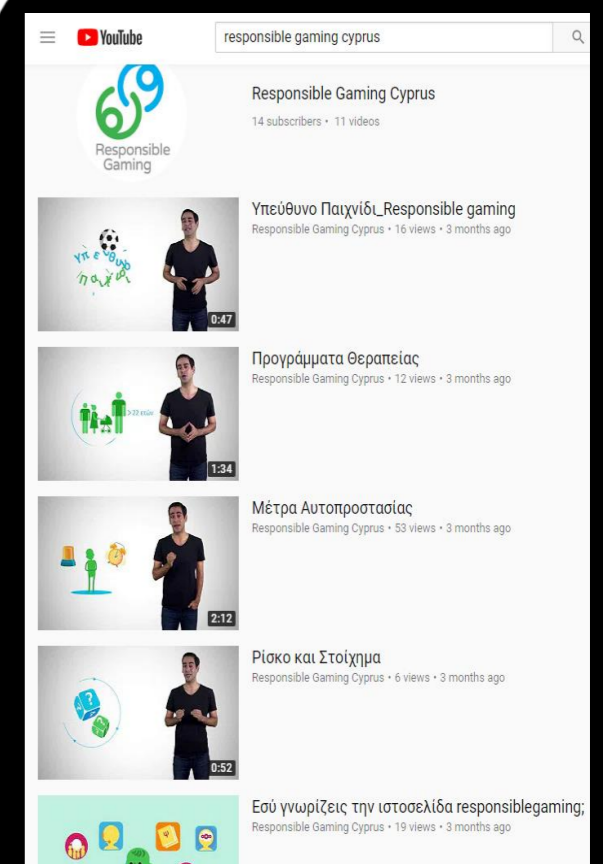 YouTube
responsible gaming cyprus
Responsible
Gaming
Responsible Gaming Cyprus
14 subscribers • 11 videos
Υπεύθυνο
Παιχνίδι
0:47
Υπεύθυνο Παιχνίδι_Responsible gaming
Responsible Gaming Cyprus • 16 views • 3 months ago
> 22 ετών
1:34
Προγράμματα Θεραπείας
Responsible Gaming Cyprus • 12 views • 3 months ago
2:12
Μέτρα Αυτοπροστασίας
Responsible Gaming Cyprus • 53 views • 3 months ago
? ?
0:52
Ρίσκο και Στοίχημα
Responsible Gaming Cyprus • 6 views • 3 months ago
Εσύ γνωρίζεις την ιστοσελίδα responsiblegaming;
Responsible Gaming Cyprus • 19 views • 3 months ago